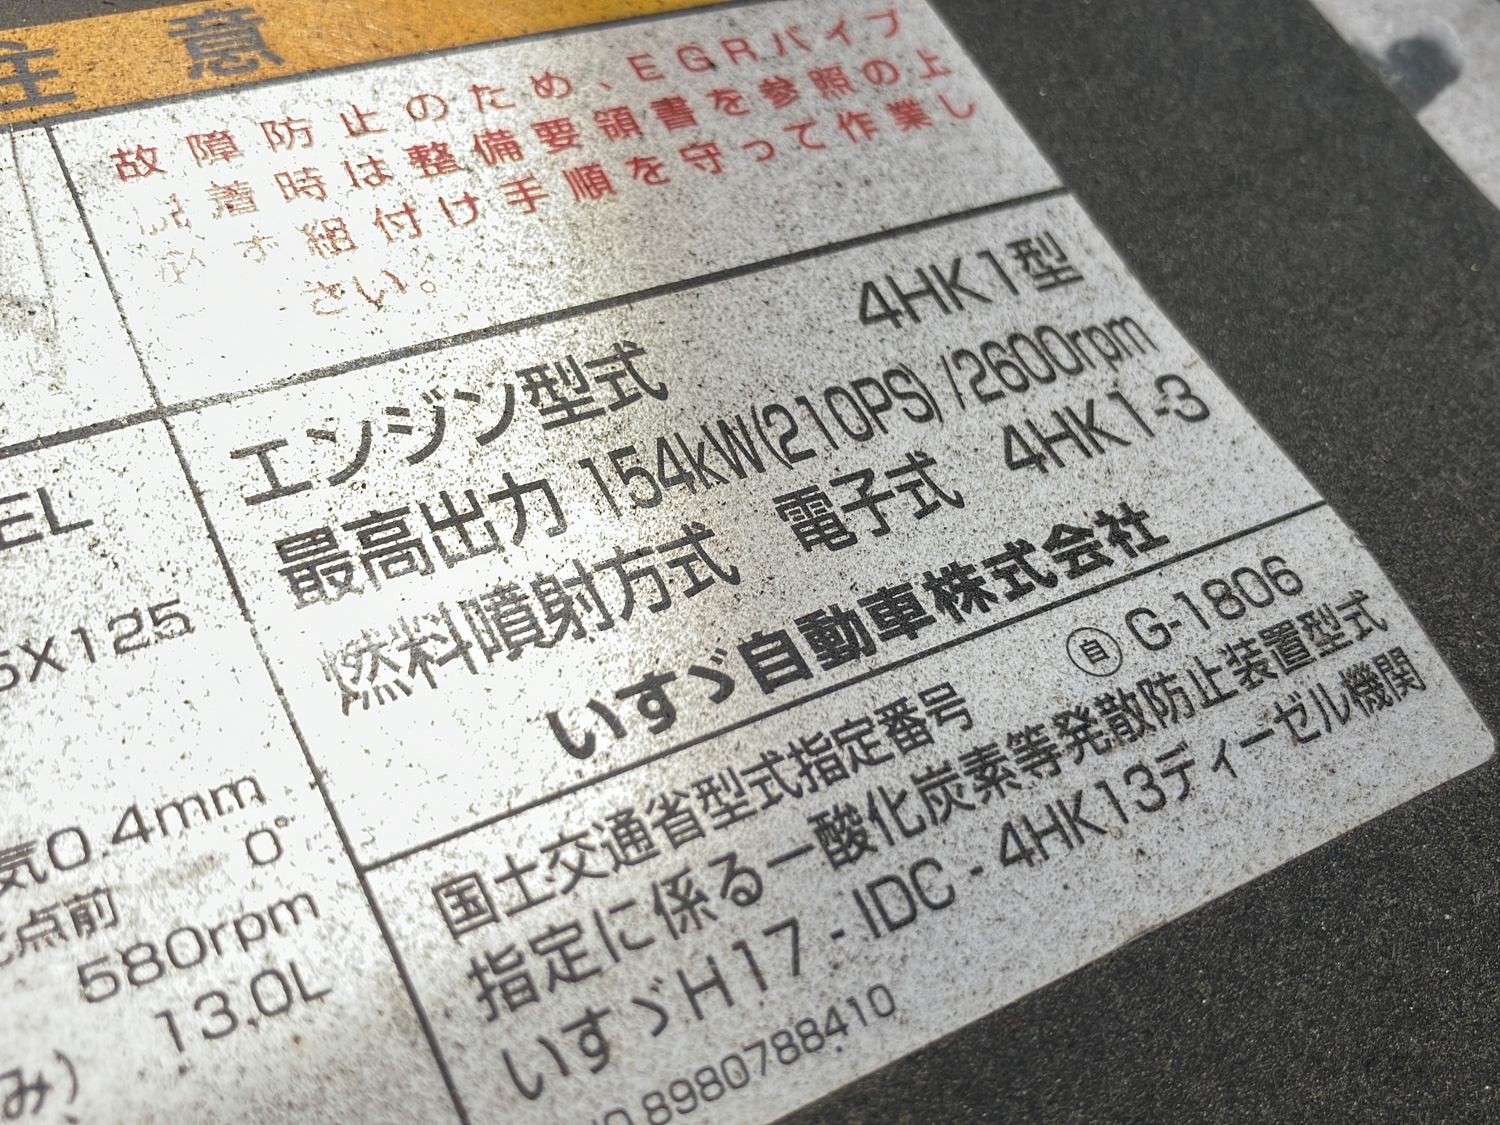 注意
故障防止のため、EGRパイプ
脱着時は整備要領書を参照の上
必ず組付け手順を守って作業し
さい。
エンジン型式 4HK1型
最高出力 154kW(210PS)/2600rpm
燃料噴射方式 電子式 4HK1-3
いすゞ自動車株式会社
国土交通省型式指定番号 自 G-1806
指定に係る一酸化炭素等発散防止装置型式
いすゞH17-IDC-4HK13ディーゼル機関
8980788410
EL
X125
気0.4mm
点前 0°
580rpm
13.0L
み)